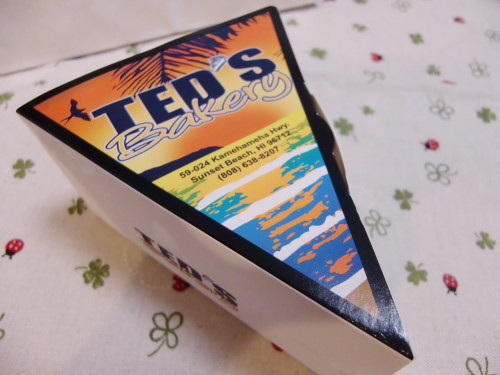 TED'S
Bakery
59-024 Kamehameha Hwy.
Sunset Beach, HI 96712
(808) 638-8207
TED'S